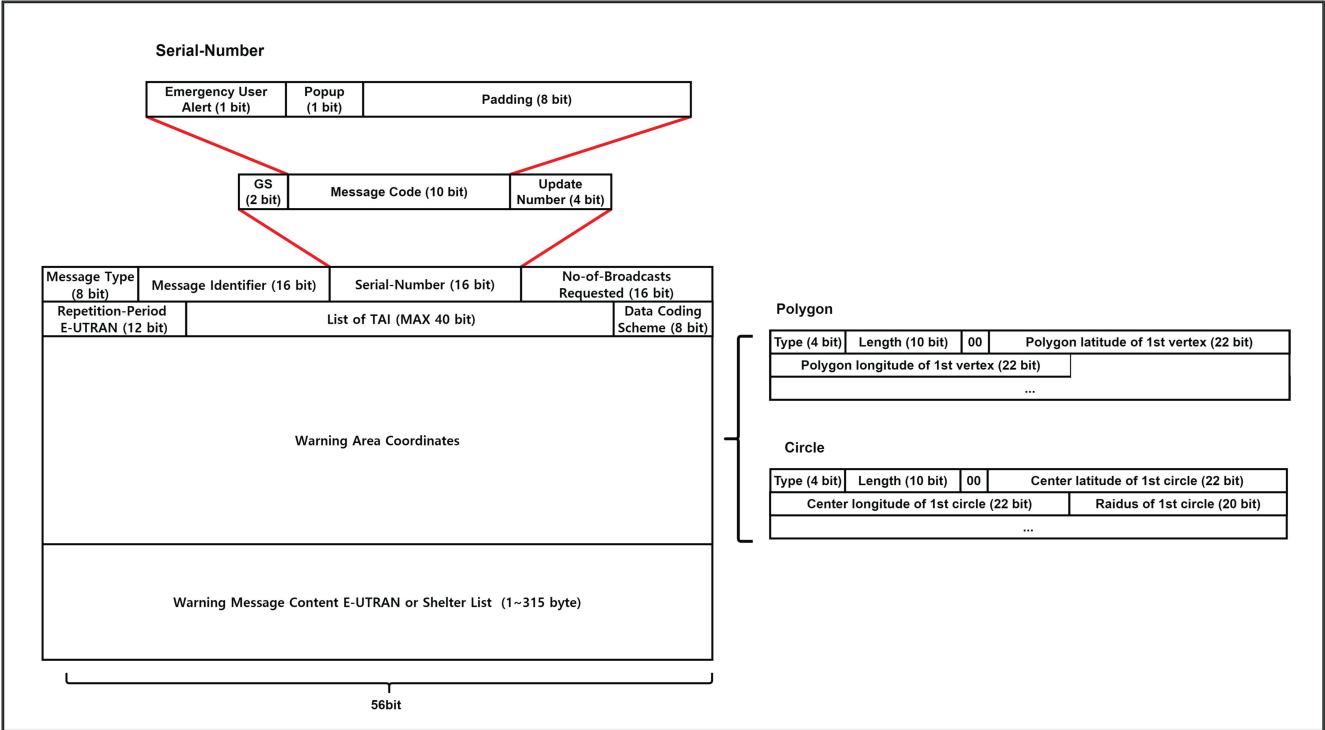 Serial-Number
Emergency User
Alert (1 bit)
Popup
(1 bit)
Padding (8 bit)
GS
(2 bit)
Message Code (10 bit)
Update
Number (4 bit)
Message Type
(8 bit)
Message Identifier (16 bit)
Serial-Number (16 bit)
No-of-Broadcasts
Requested (16 bit)
Repetition-Period
E-UTRAN (12 bit)
List of TAI (MAX 40 bit)
Data Coding
Scheme (8 bit)
Warning Area Coordinates
Warning Message Content E-UTRAN or Shelter List (1~315 byte)
56bit
Polygon
Type (4 bit)
Length (10 bit)
00
Polygon latitude of 1st vertex (22 bit)
Polygon longitude of 1st vertex (22 bit)
...
Circle
Type (4 bit)
Length (10 bit)
00
Center latitude of 1st circle (22 bit)
Center longitude of 1st circle (22 bit)
Raidus of 1st circle (20 bit)
...